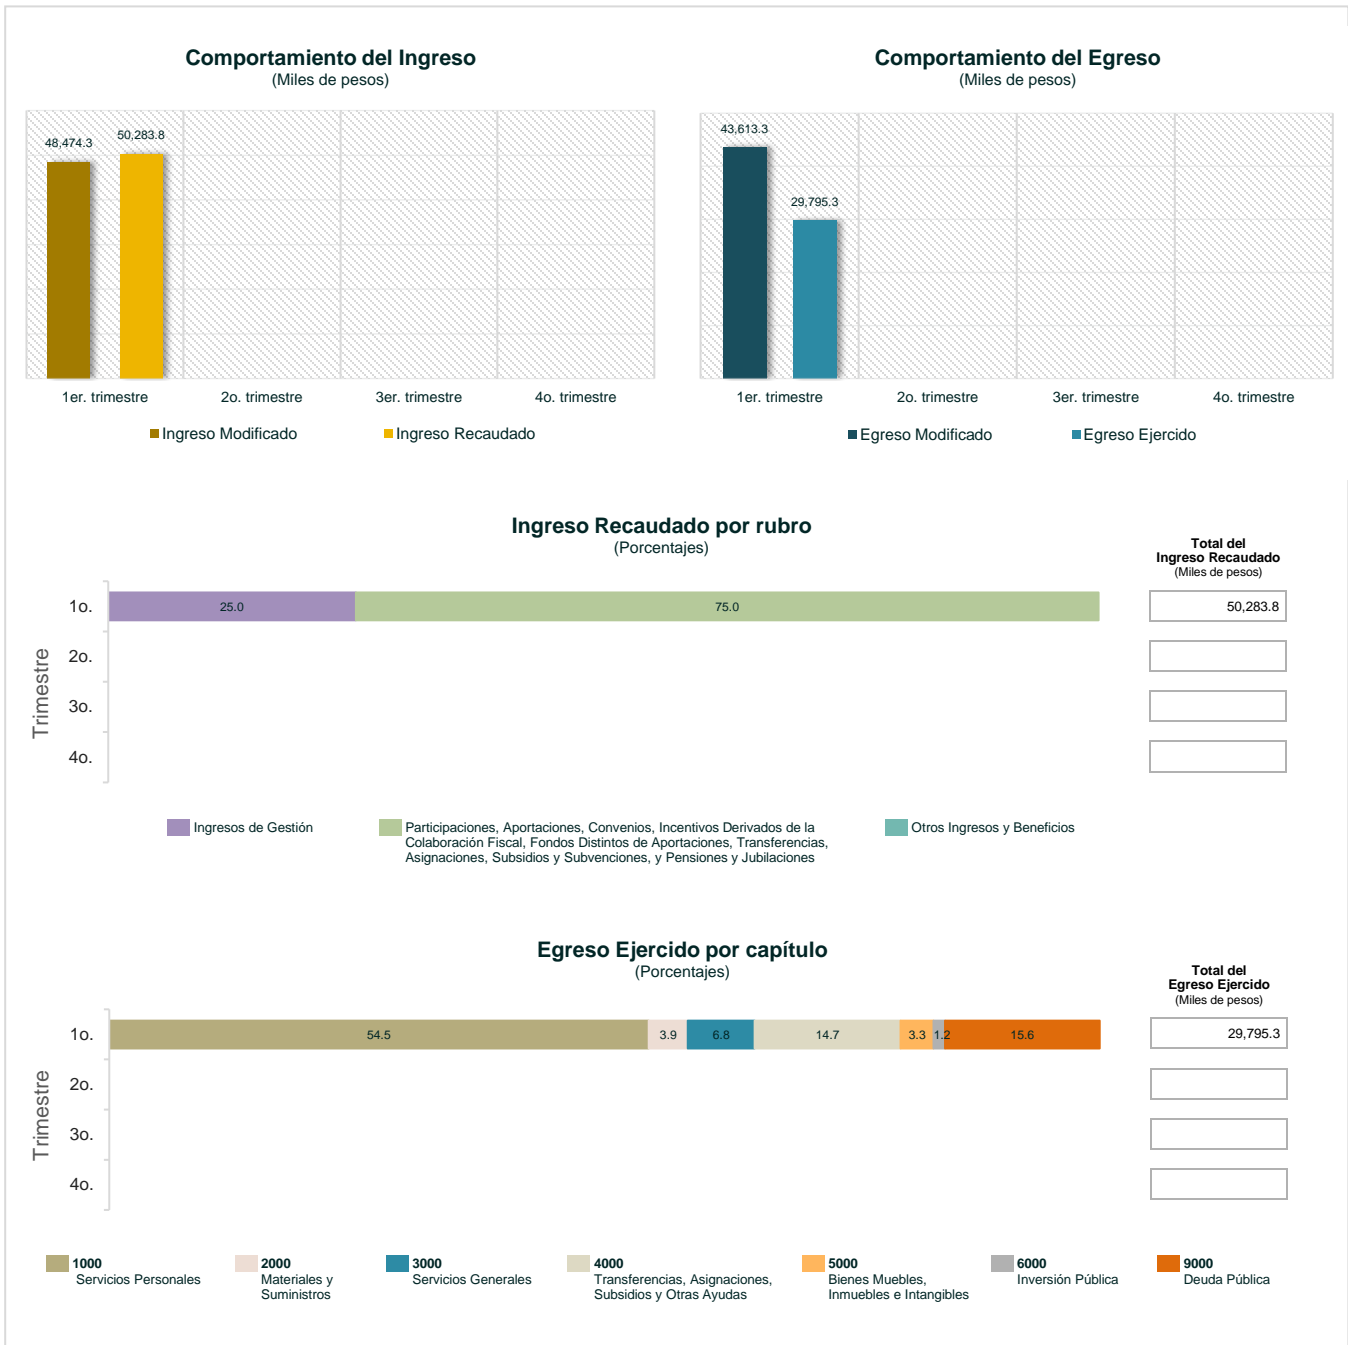 Comportamiento del Ingreso
(Miles de pesos)
48,474.3
50,283.8
1er. trimestre
2o. trimestre
3er. trimestre
4o. trimestre
Ingreso Modificado
Ingreso Recaudado
Comportamiento del Egreso
(Miles de pesos)
43,613.3
29,795.3
1er. trimestre
2o. trimestre
3er. trimestre
4o. trimestre
Egreso Modificado
Egreso Ejercido
Ingreso Recaudado por rubro
(Porcentajes)
Total del
Ingreso Recaudado
(Miles de pesos)
Trimestre
1o.
25.0
75.0
50,283.8
2o.
3o.
4o.
Ingresos de Gestión
Participaciones, Aportaciones, Convenios, Incentivos Derivados de la
Colaboración Fiscal, Fondos Distintos de Aportaciones, Transferencias,
Asignaciones, Subsidios y Subvenciones, y Pensiones y Jubilaciones
Otros Ingresos y Beneficios
Egreso Ejercido por capítulo
(Porcentajes)
Total del
Egreso Ejercido
(Miles de pesos)
Trimestre
1o.
54.5
3.9
6.8
14.7
3.3
1.2
15.6
29,795.3
2o.
3o.
4o.
1000
Servicios Personales
2000
Materiales y
Suministros
3000
Servicios Generales
4000
Transferencias, Asignaciones,
Subsidios y Otras Ayudas
5000
Bienes Muebles,
Inmuebles e Intangibles
6000
Inversión Pública
9000
Deuda Pública